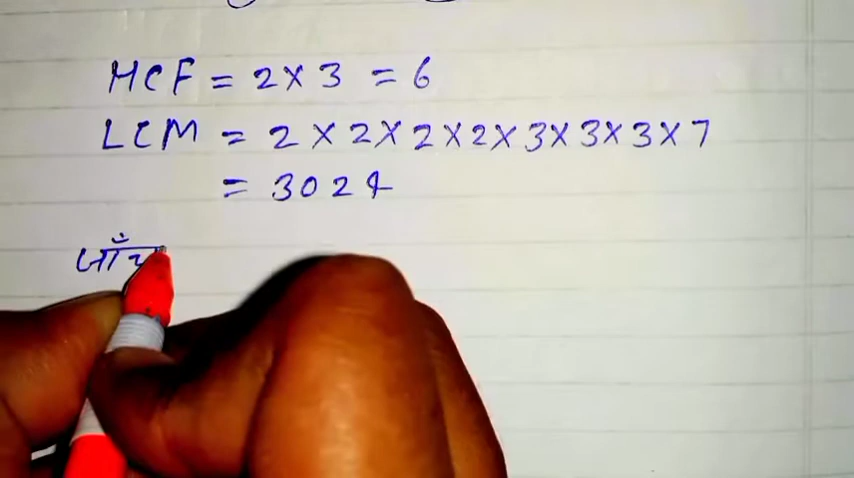 HCF = 2 × 3 = 6
LCM = 2 × 2 × 2 × 2 × 3 × 3 × 3 × 7
= 3024
जाँच